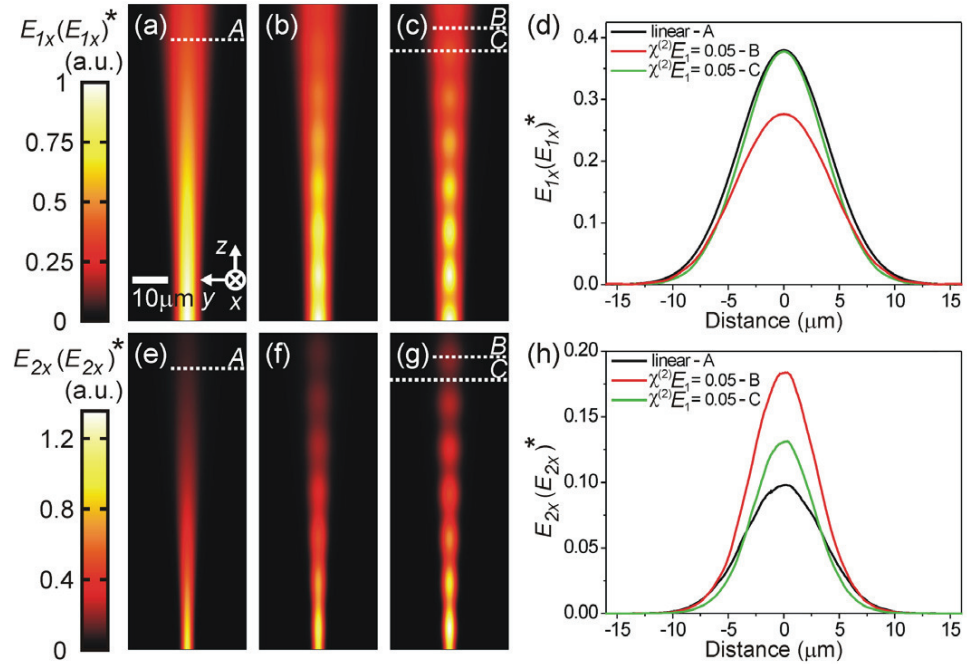 E1x(E1x)*
(a.u.)
1
0.75
0.5
0.25
0
(a)
A
10μm
z
y
x
(b)
(c)
B
C
(d)
linear - A
χ(2)E1 = 0.05 - B
χ(2)E1 = 0.05 - C
E1x(E1x)*
0.4
0.3
0.2
0.1
0.0
-15 -10 -5 0 5 10 15
Distance (μm)
E2x(E2x)*
(a.u.)
1.2
0.8
0.4
0
(e)
A
(f)
(g)
B
C
(h)
linear - A
χ(2)E1 = 0.05 - B
χ(2)E1 = 0.05 - C
E2x(E2x)*
0.20
0.15
0.10
0.05
0.00
-15 -10 -5 0 5 10 15
Distance (μm)